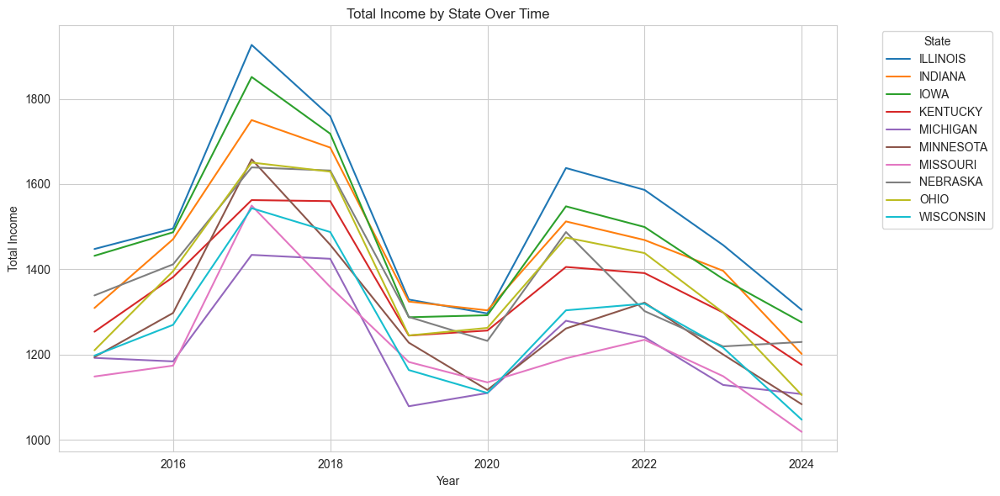 Total Income by State Over Time
Total Income
1800
1600
1400
1200
1000
2016
2018
2020
2022
2024
Year
State
ILLINOIS
INDIANA
IOWA
KENTUCKY
MICHIGAN
MINNESOTA
MISSOURI
NEBRASKA
OHIO
WISCONSIN